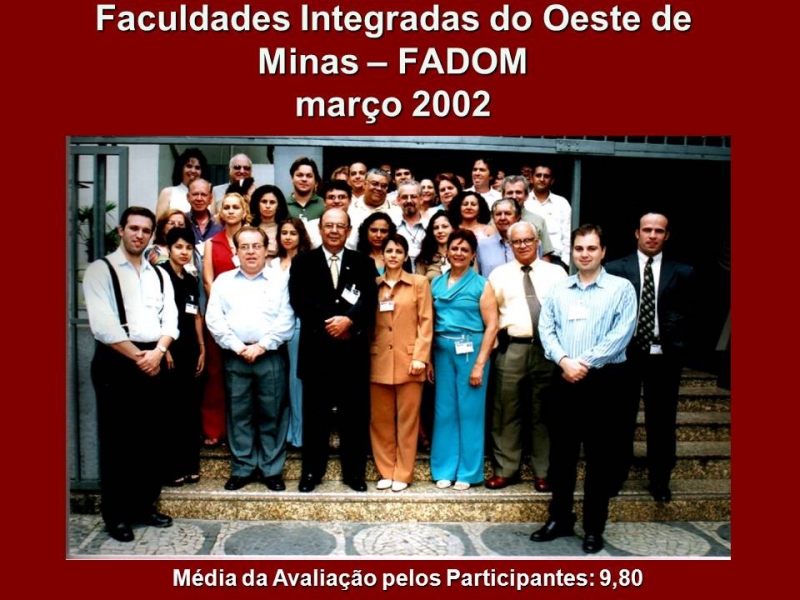 Faculdades Integradas do Oeste de
Minas – FADOM
março 2002
Média da Avaliação pelos Participantes: 9,80